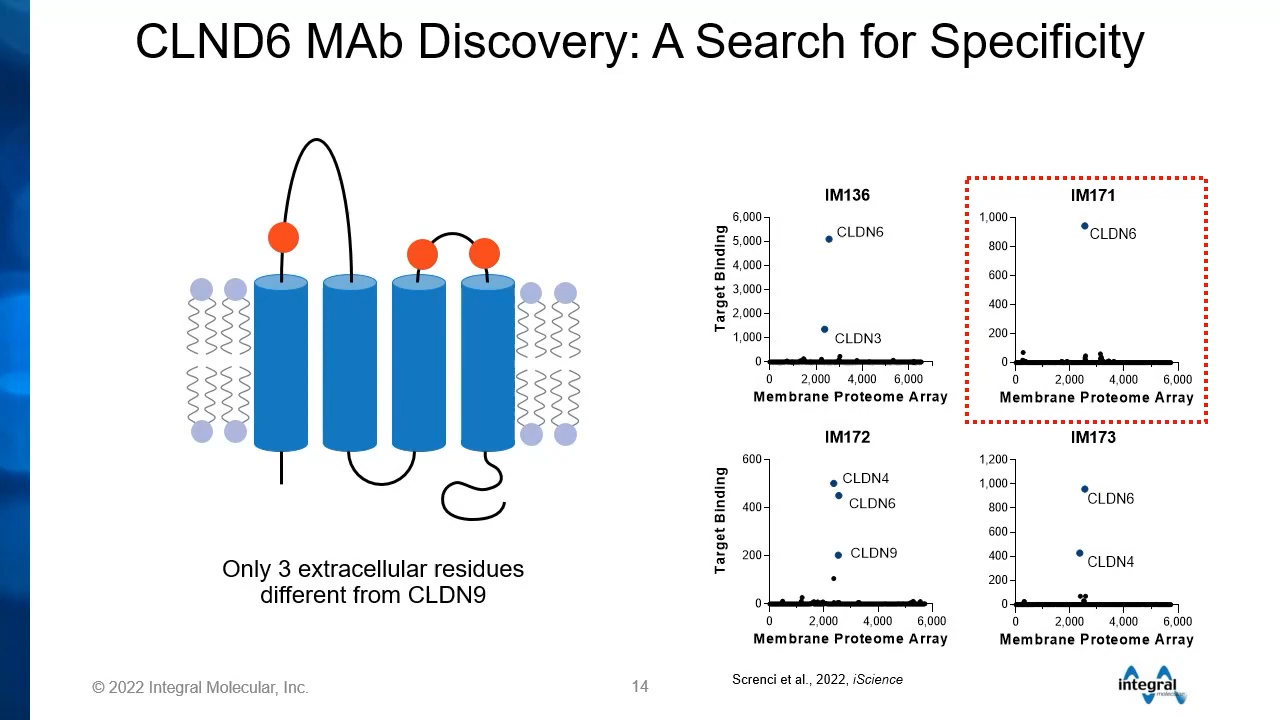 CLND6 MAb Discovery: A Search for Specificity
Only 3 extracellular residues
different from CLDN9
IM136
Target Binding
6,000
5,000
4,000
3,000
2,000
1,000
0
CLDN6
CLDN3
0 2,000 4,000 6,000
Membrane Proteome Array
IM171
1,000
800
600
400
200
0
CLDN6
0 2,000 4,000 6,000
Membrane Proteome Array
IM172
Target Binding
600
400
200
0
CLDN4
CLDN6
CLDN9
0 2,000 4,000 6,000
Membrane Proteome Array
IM173
1,200
1,000
800
600
400
200
0
CLDN6
CLDN4
0 2,000 4,000 6,000
Membrane Proteome Array
© 2022 Integral Molecular, Inc.
14
Screnci et al., 2022, iScience
integral
molecular